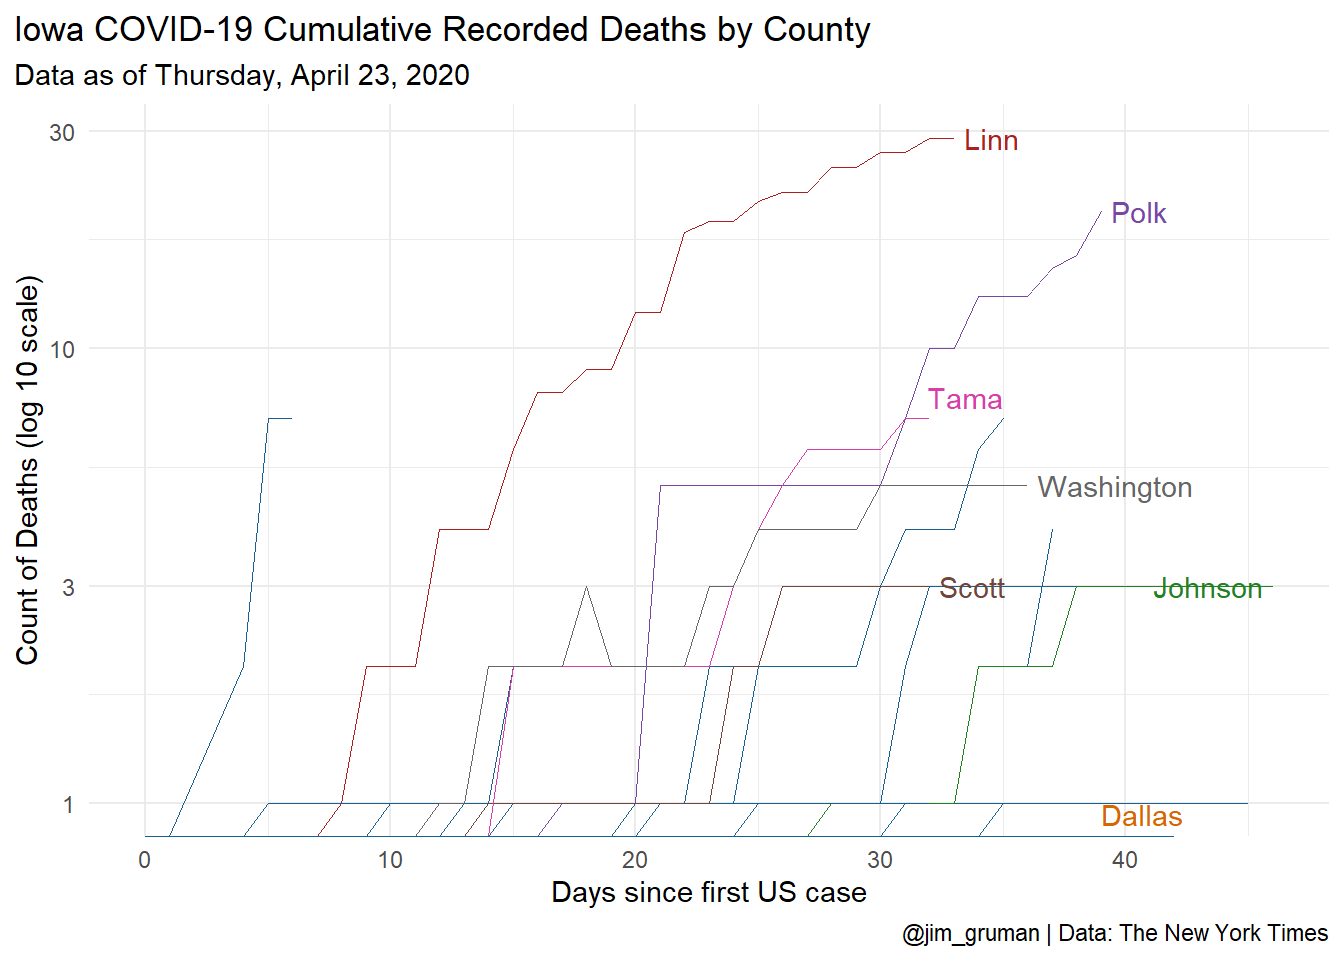 Iowa COVID-19 Cumulative Recorded Deaths by County
Data as of Thursday, April 23, 2020
Count of Deaths (log 10 scale)
30
10
3
1
Linn
Polk
Tama
Washington
Scott
Johnson
Dallas
0
10
20
30
40
Days since first US case
@jim_gruman | Data: The New York Times